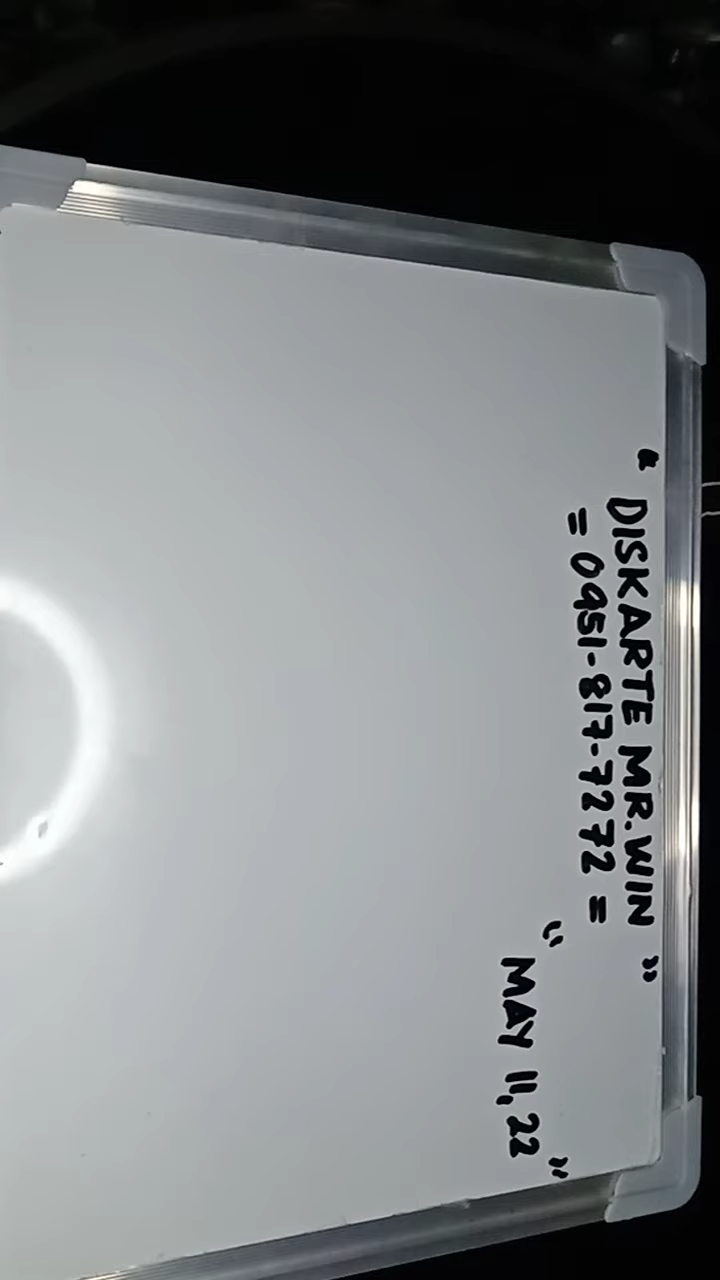 " DISKARTE MR.WIN "
= 0951-817-7272 =
" MAY 11, 22 "